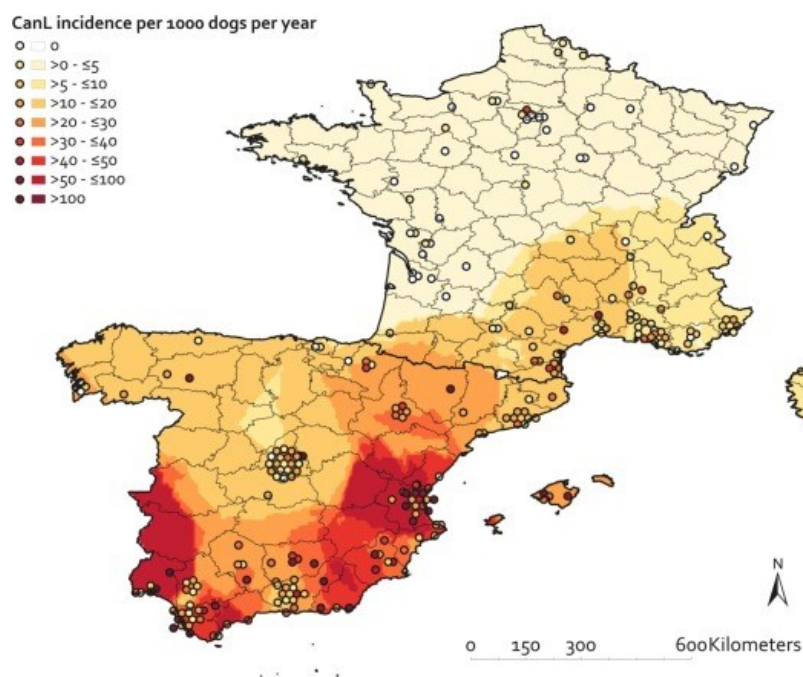 CanL incidence per 1000 dogs per year
0
>0 - ≤5
>5 - ≤10
>10 - ≤20
>20 - ≤30
>30 - ≤40
>40 - ≤50
>50 - ≤100
>100
N
0 150 300 600Kilometers